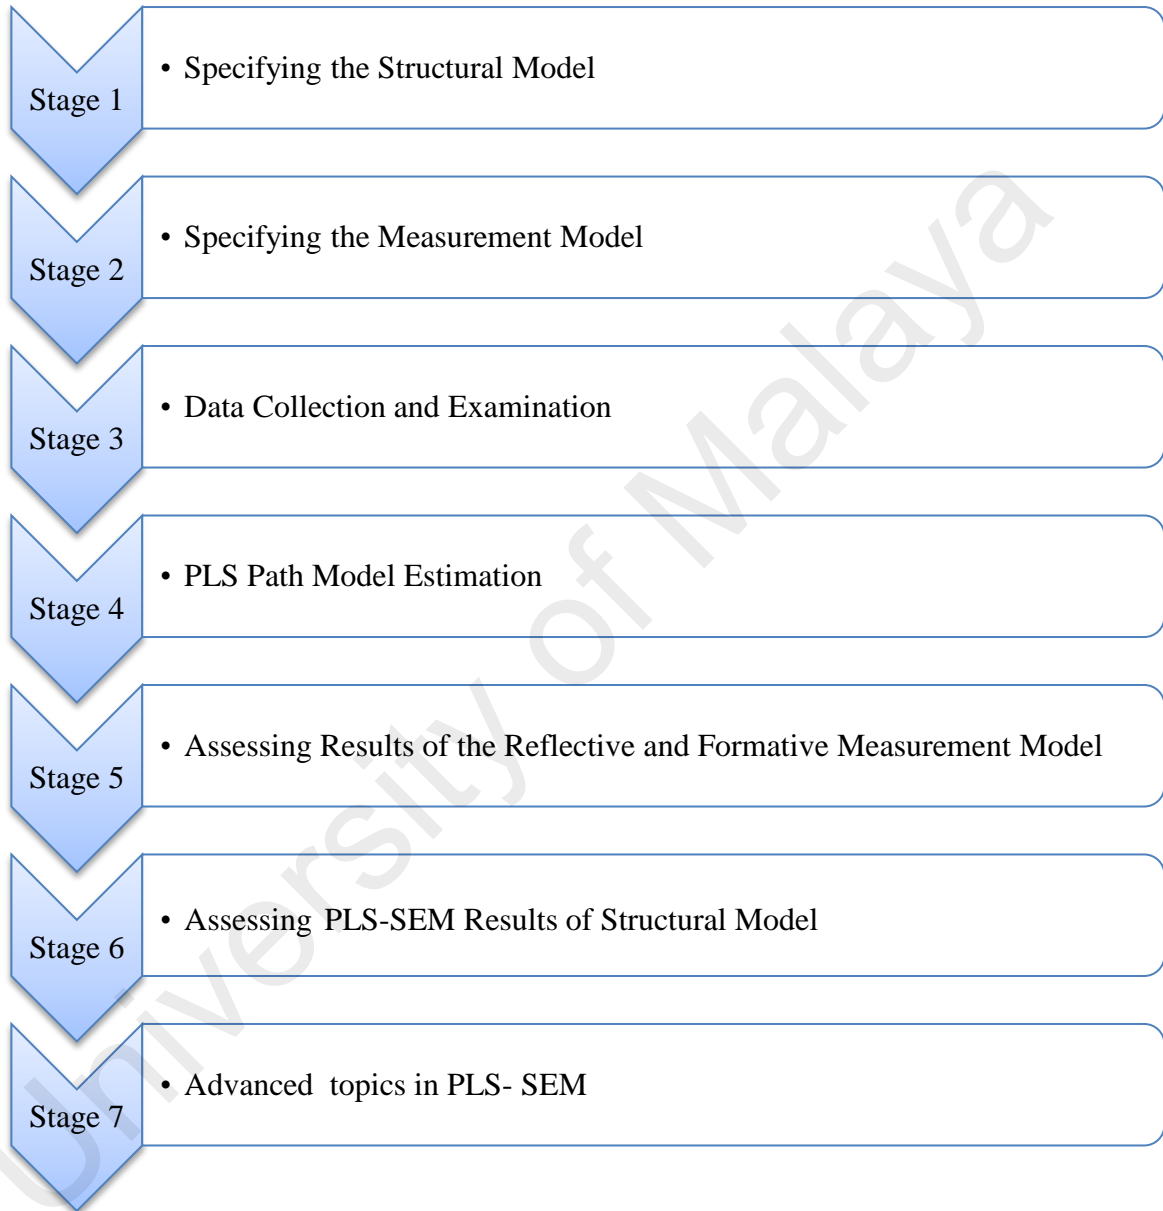 Stage 1
• Specifying the Structural Model
Stage 2
• Specifying the Measurement Model
Stage 3
• Data Collection and Examination
Stage 4
• PLS Path Model Estimation
Stage 5
• Assessing Results of the Reflective and Formative Measurement Model
Stage 6
• Assessing PLS-SEM Results of Structural Model
Stage 7
• Advanced topics in PLS- SEM
University of Malaya